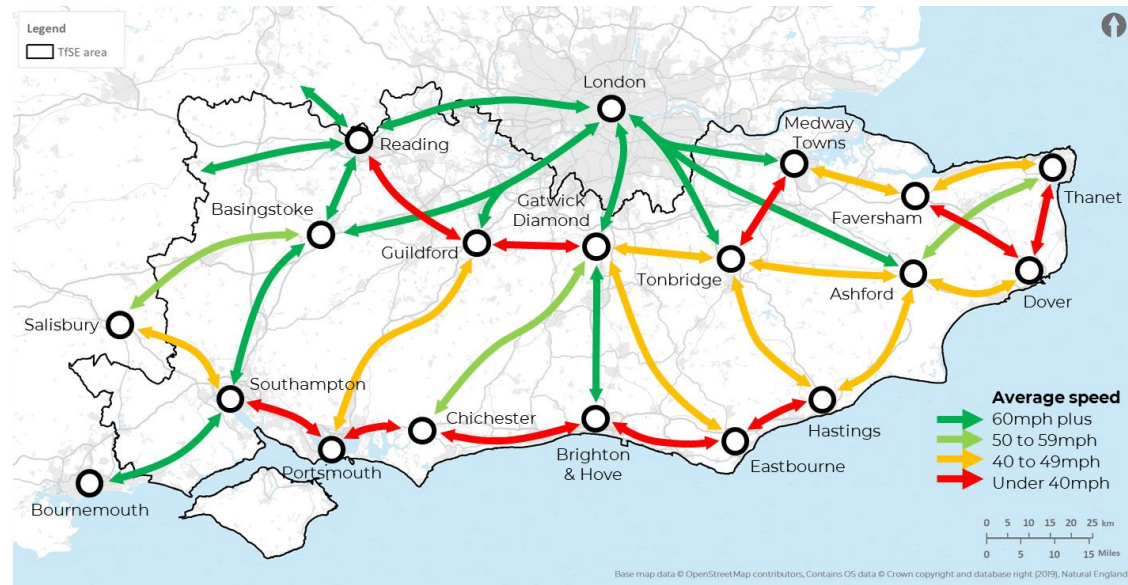 Legend
TfSE area
London
Medway
Towns
Reading
Thanet
Gatwick
Diamond
Basingstoke
Faversham
Guildford
Tonbridge
Ashford
Dover
Salisbury
Southampton
Chichester
Average speed
60mph plus
50 to 59mph
40 to 49mph
Under 40mph
Hastings
Portsmouth
Brighton
& Hove
Eastbourne
Bournemouth
0 5 10 15 20 25 km
0 5 10 15 Miles
Base map data © OpenStreetMap contributors, Contains OS data © Crown copyright and database right (2019), Natural England